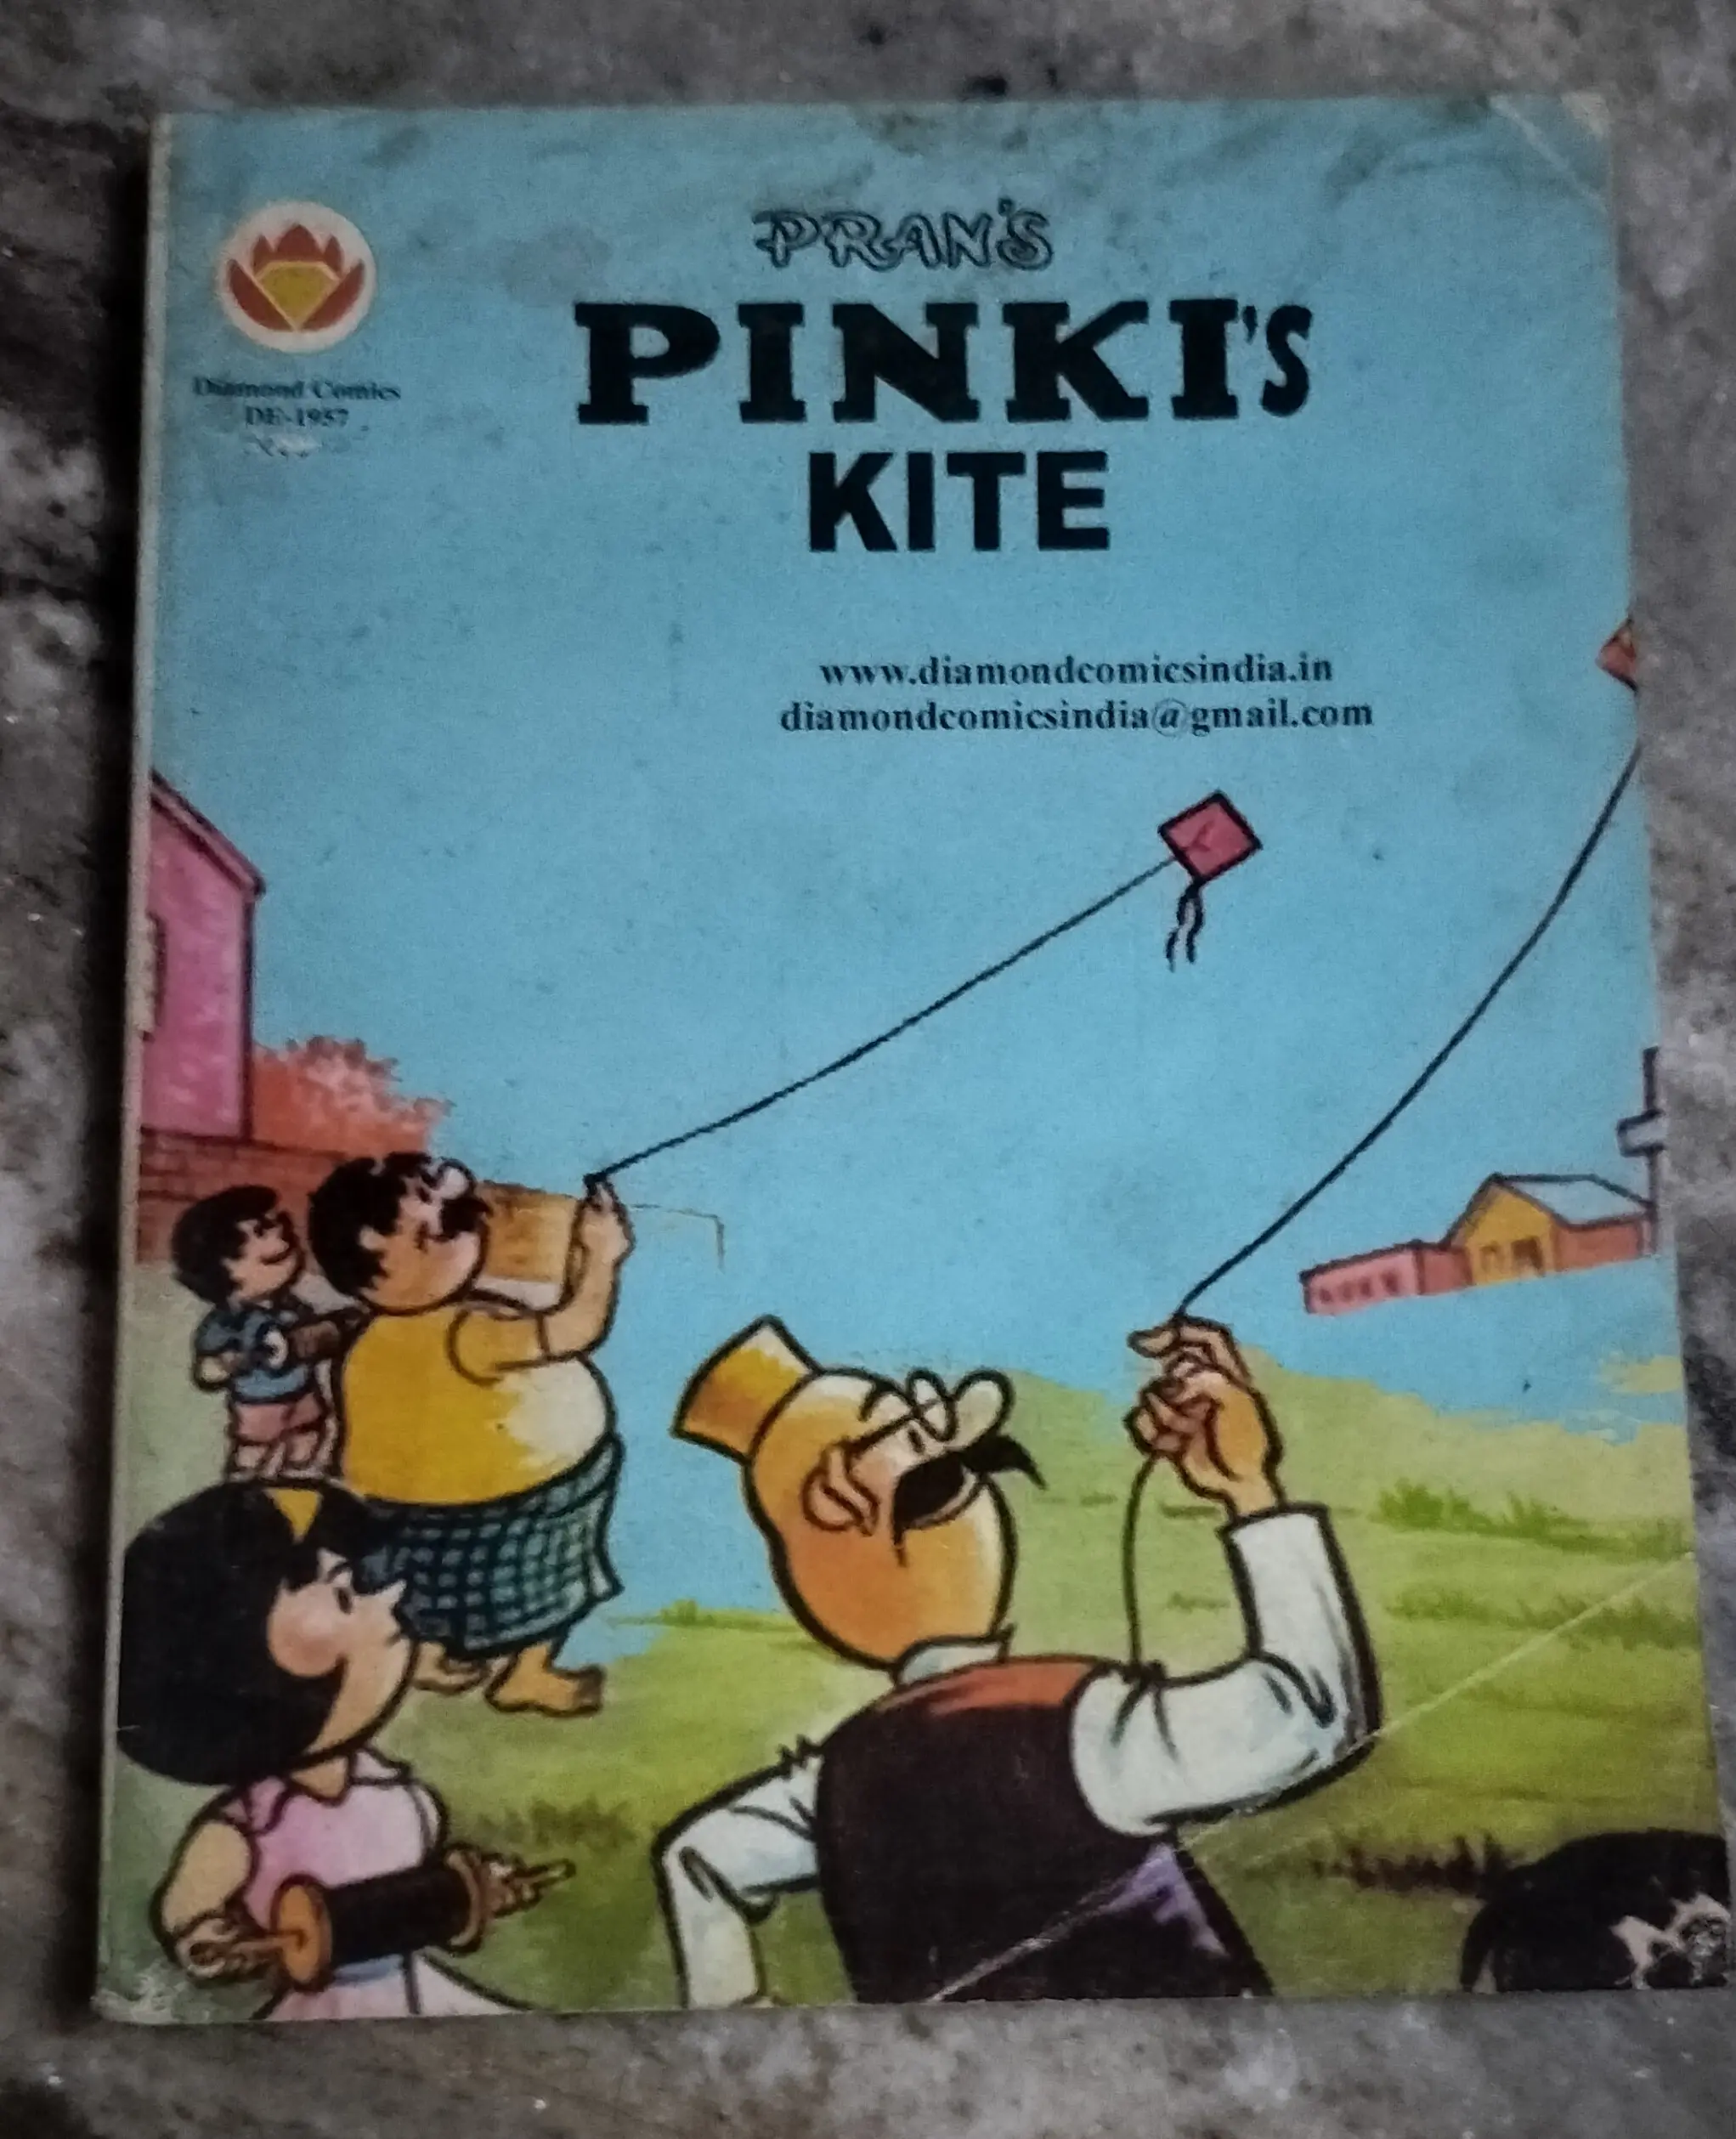 PRAN'S
PINKI'S
KITE
Diamond Comics
DE-1957
www.diamondcomicsindia.in
diamondcomicsindia@gmail.com